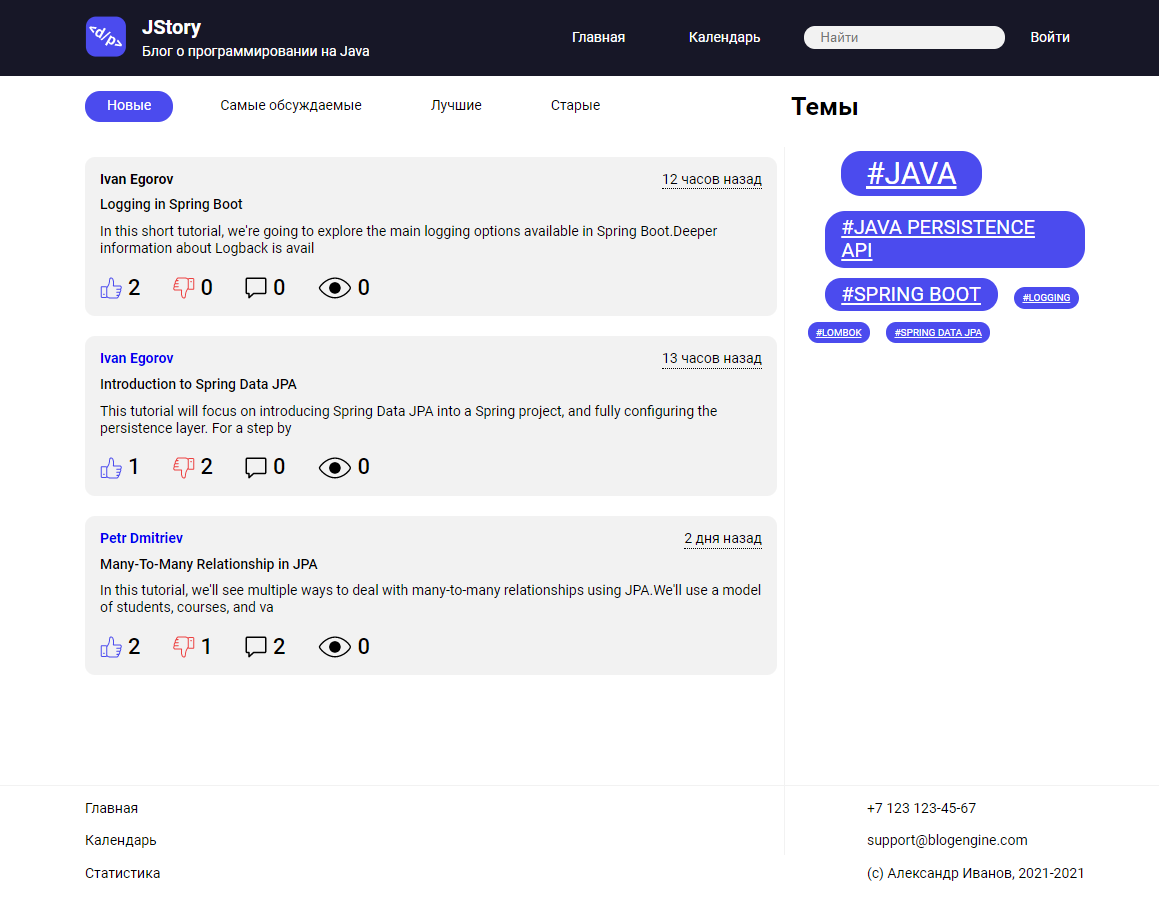 <d/p>
JStory
Блог о программировании на Java
Главная
Календарь
Найти
Войти
Новые
Самые обсуждаемые
Лучшие
Старые
Ivan Egorov
12 часов назад
Logging in Spring Boot
In this short tutorial, we're going to explore the main logging options available in Spring Boot.Deeper
information about Logback is avail
2 0 0 0
Ivan Egorov
13 часов назад
Introduction to Spring Data JPA
This tutorial will focus on introducing Spring Data JPA into a Spring project, and fully configuring the
persistence layer. For a step by
1 2 0 0
Petr Dmitriev
2 дня назад
Many-To-Many Relationship in JPA
In this tutorial, we'll see multiple ways to deal with many-to-many relationships using JPA.We'll use a model
of students, courses, and va
2 1 2 0
Темы
#JAVA
#JAVA PERSISTENCE
API
#SPRING BOOT
#LOGGING
#LOMBOK
#SPRING DATA JPA
Главная
Календарь
Статистика
+7 123 123-45-67
support@blogengine.com
(c) Александр Иванов, 2021-2021